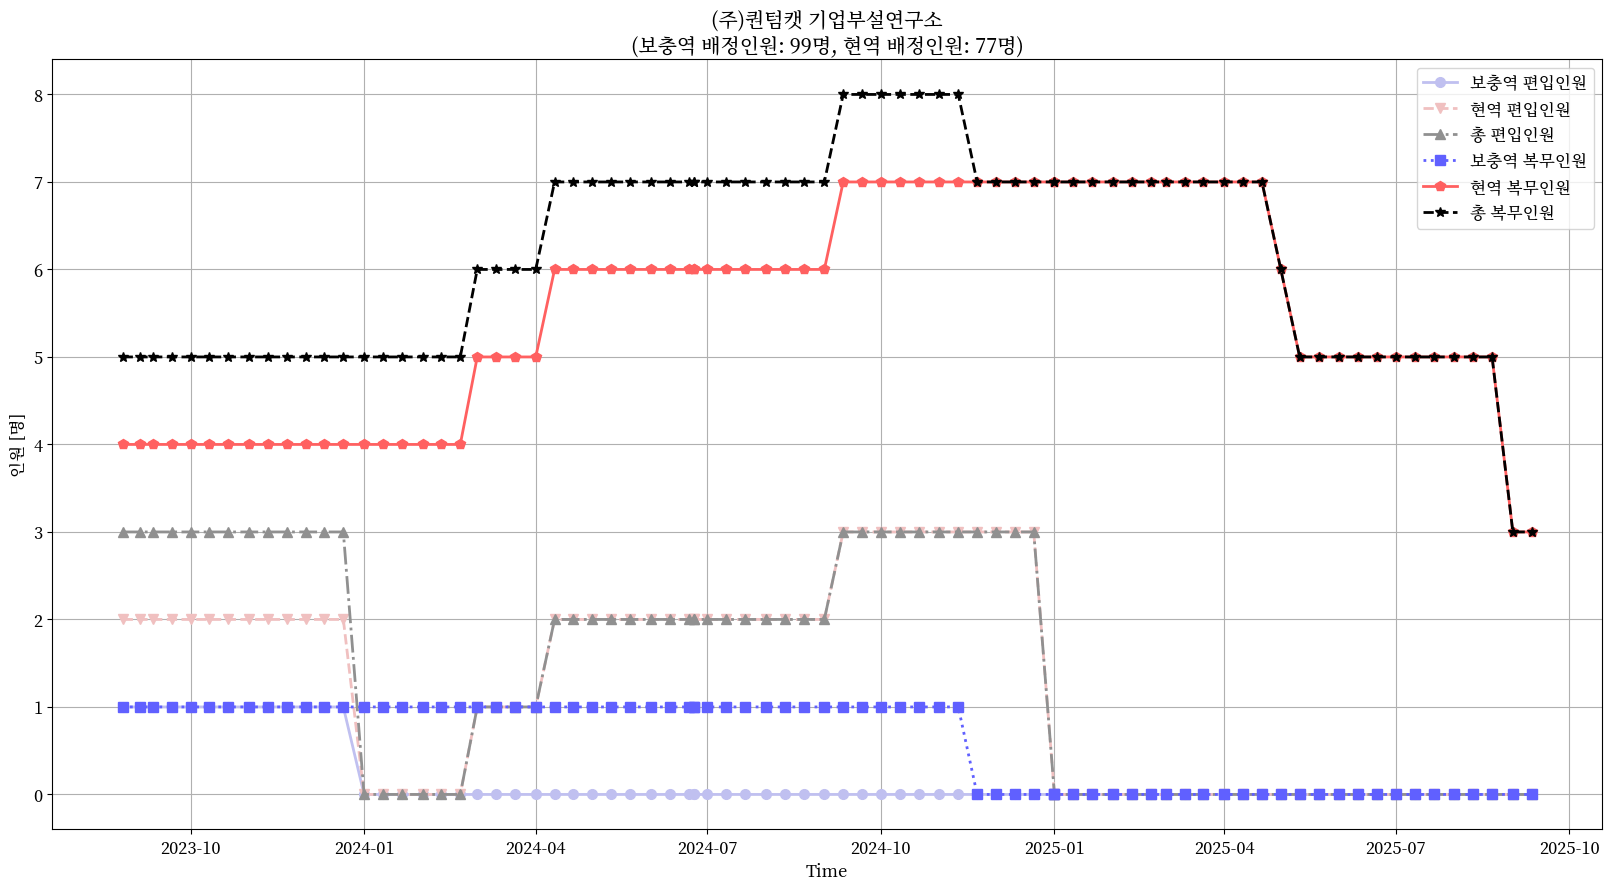 (주)퀀텀캣 기업부설연구소
(보충역 배정인원: 99명, 현역 배정인원: 77명)
보충역 편입인원
현역 편입인원
총 편입인원
보충역 복무인원
현역 복무인원
총 복무인원
인원 [명]
8
7
6
5
4
3
2
1
0
2023-10 2024-01 2024-04 2024-07 2024-10 2025-01 2025-04 2025-07 2025-10
Time